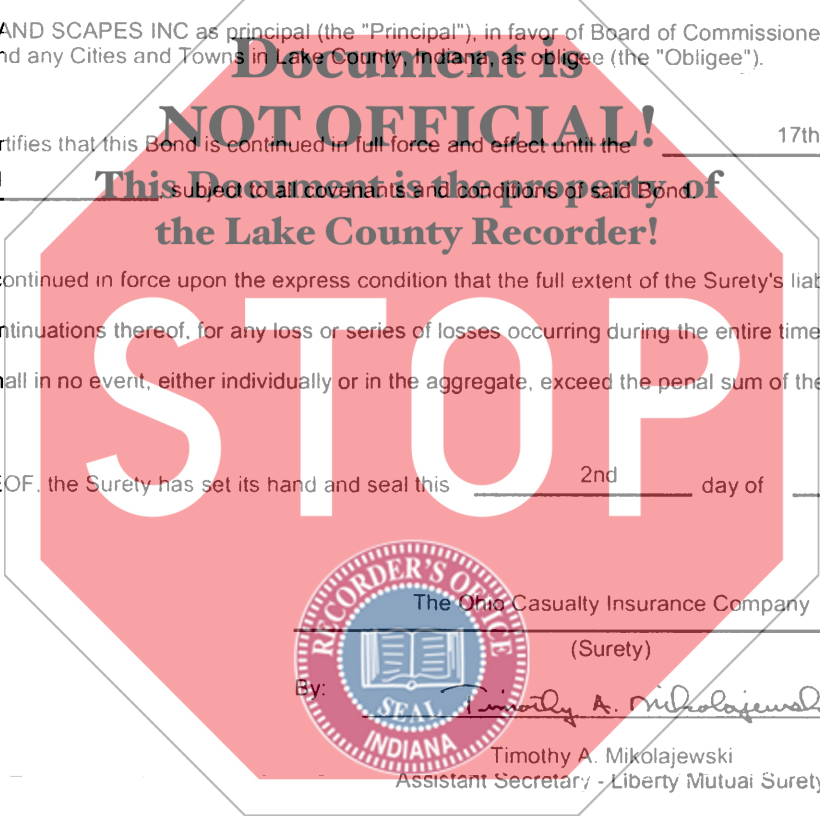 AND SCAPES INC as principal (the "Principal"), in favor of Board of Commissione
nd any Cities and Towns in Lake County, Indiana, as obligee (the "Obligee").
Document is
NOT OFFICIAL!
rtifies that this Bond is continued in full force and effect until the 17th
This Document is the property of
, subject to all covenants and conditions of said Bond.
the Lake County Recorder!
continued in force upon the express condition that the full extent of the Surety's liab
ntinuations thereof, for any loss or series of losses occurring during the entire time
all in no event, either individually or in the aggregate, exceed the penal sum of the
STOP
EOF, the Surety has set its hand and seal this 2nd day of
RECORDER'S OFFICE
The Ohio Casualty Insurance Company
(Surety)
By: Timothy A. Mikolajewsk
SEAL
INDIANA
Timothy A. Mikolajewski
Assistant Secretary - Liberty Mutual Surety